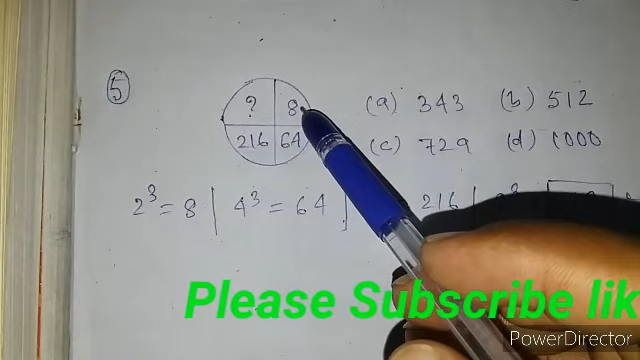 5
? 8 (a) 343 (b) 512
216 64 (c) 729 (d) 1000
2³ = 8 | 4³ = 64 | 216 |
Please Subscribe lik
PowerDirector